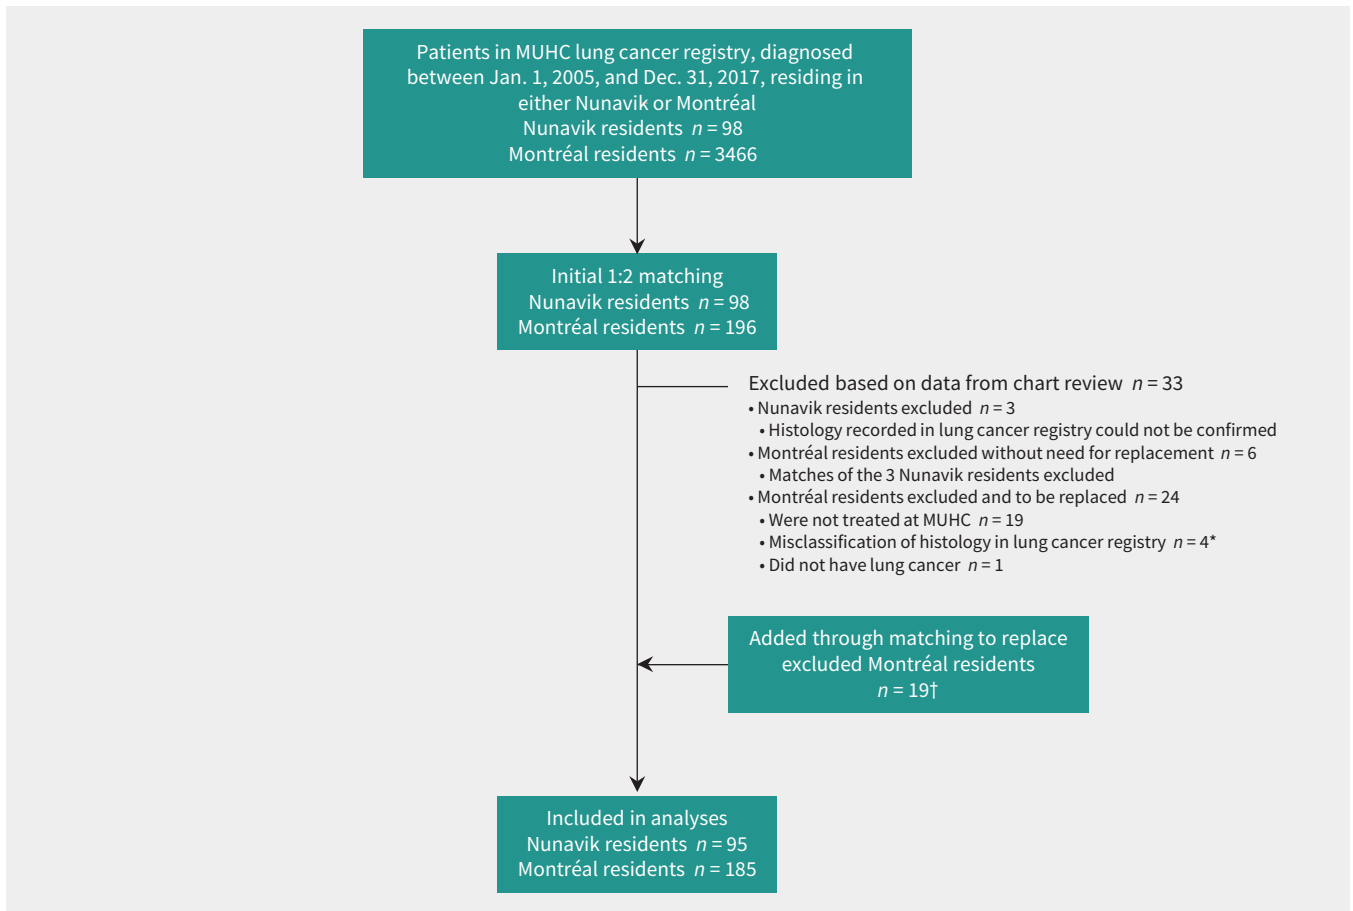 Patients in MUHC lung cancer registry, diagnosed
between Jan. 1, 2005, and Dec. 31, 2017, residing in
either Nunavik or Montréal
Nunavik residents n = 98
Montréal residents n = 3466
Initial 1:2 matching
Nunavik residents n = 98
Montréal residents n = 196
Excluded based on data from chart review n = 33
• Nunavik residents excluded n = 3
• Histology recorded in lung cancer registry could not be confirmed
• Montréal residents excluded without need for replacement n = 6
• Matches of the 3 Nunavik residents excluded
• Montréal residents excluded and to be replaced n = 24
• Were not treated at MUHC n = 19
• Misclassification of histology in lung cancer registry n = 4*
• Did not have lung cancer n = 1
Added through matching to replace
excluded Montréal residents
n = 19†
Included in analyses
Nunavik residents n = 95
Montréal residents n = 185